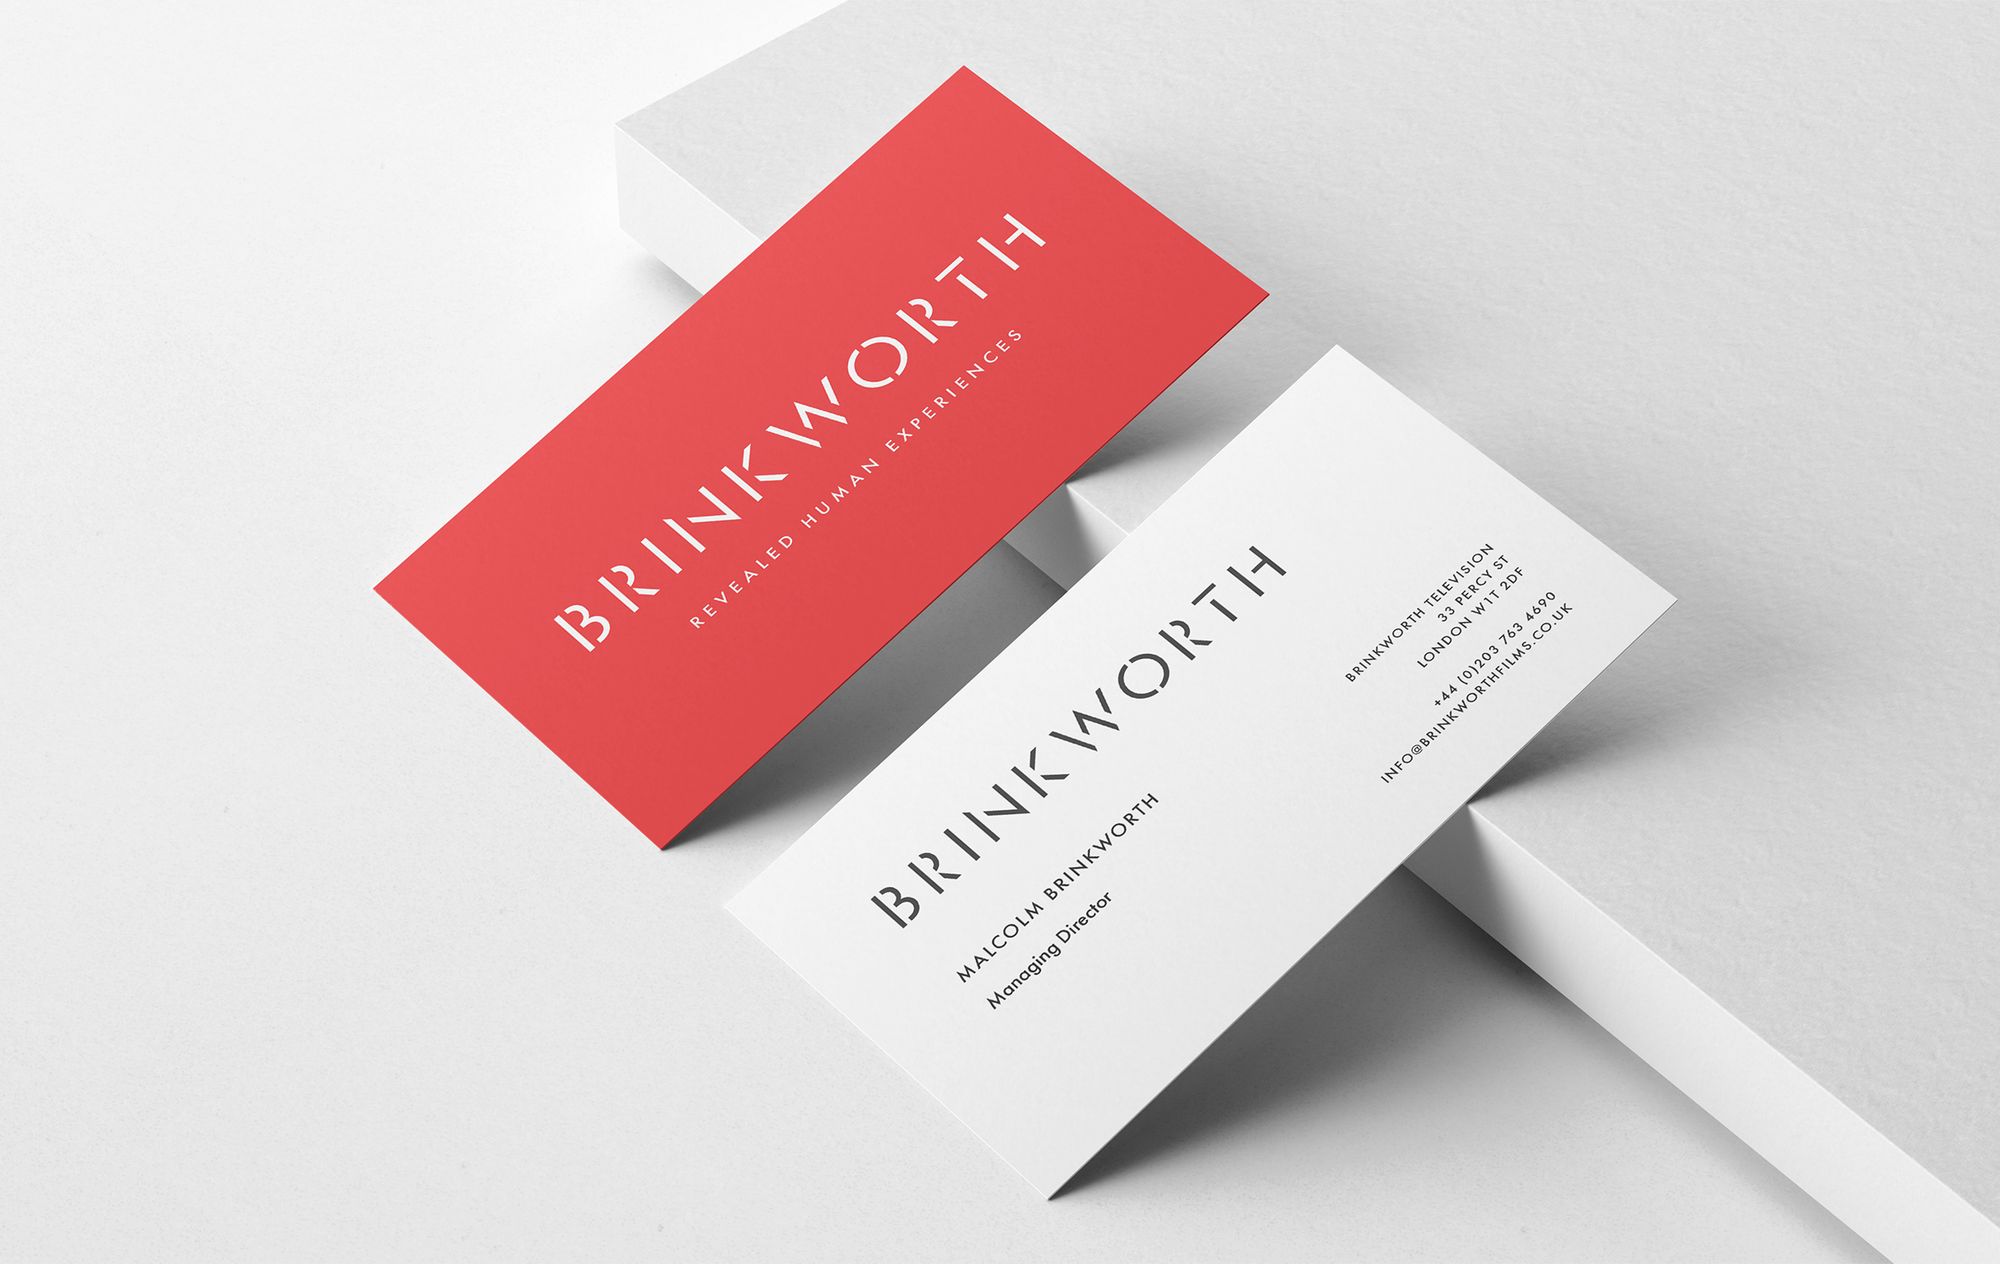 BRINKWORTH
REVEALED HUMAN EXPERIENCES
BRINKWORTH
MALCOLM BRINKWORTH
Managing Director
BRINKWORTH TELEVISION
33 PERCY ST
LONDON W1T 2DF
+44 (0)203 763 4690
INFO@BRINKWORTHFILMS.CO.UK